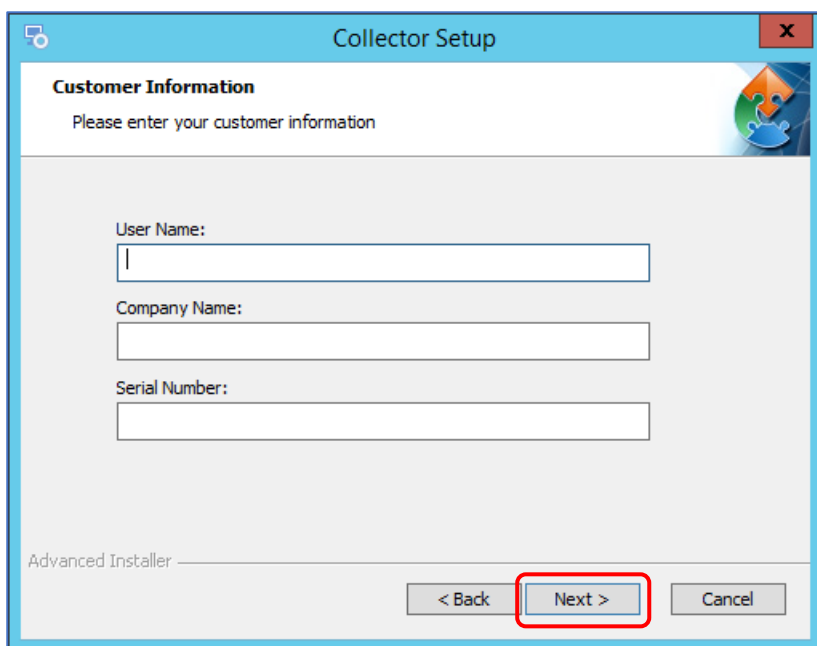 Collector Setup
x
Customer Information
Please enter your customer information
User Name:
Company Name:
Serial Number:
Advanced Installer
< Back
Next >
Cancel